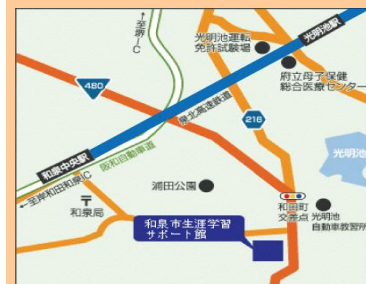 至堺IC
光明池運転
免許試験場
光明池駅
府立母子保健
総合医療センター
480
泉北高速鉄道
216
和泉中央駅
阪和自動車道
光明池
至岸和田和泉IC
浦田公園
〒
和泉局
和田町
交差点
光明池
自動車教習所
和泉市生涯学習
サポート館